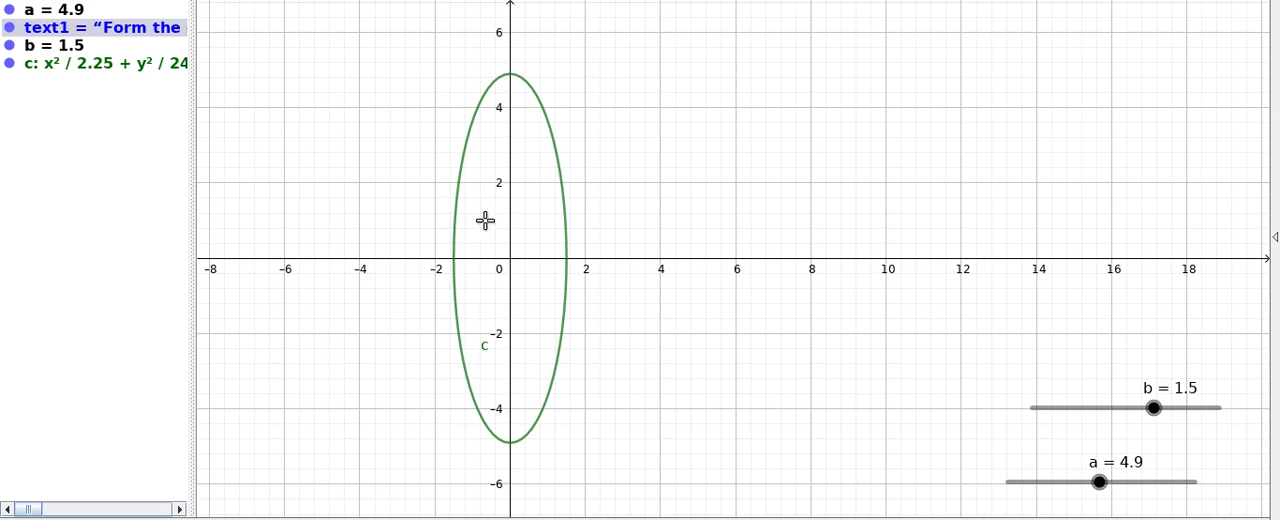 a = 4.9
text1 = “Form the
b = 1.5
c: x² / 2.25 + y² / 24
6
4
2
–8 –6 –4 –2 0 2 4 6 8 10 12 14 16 18
–2
c
–4
–6
b = 1.5
a = 4.9